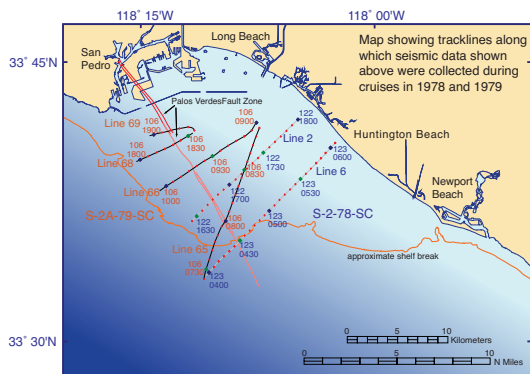 118° 15'W
118° 00'W
Long Beach
San
Pedro
33° 45'N
Map showing tracklines along
which seismic data shown
above were collected during
cruises in 1978 and 1979
Palos VerdesFault Zone
106
0900
122
1800
Line 69
106
1900
106
1830
Line 2
Huntington Beach
Line 68
106
1800
106
0930
122
1730
123
0600
106
0830
Line 6
Line 66
106
1000
122
1700
123
0530
Newport
Beach
S-2A-79-SC
122
1630
106
0800
123
0500
S-2-78-SC
Line 65
123
0430
approximate shelf break
106
0730
123
0400
33° 30'N
0
10
Kilometers
0
10
N Miles